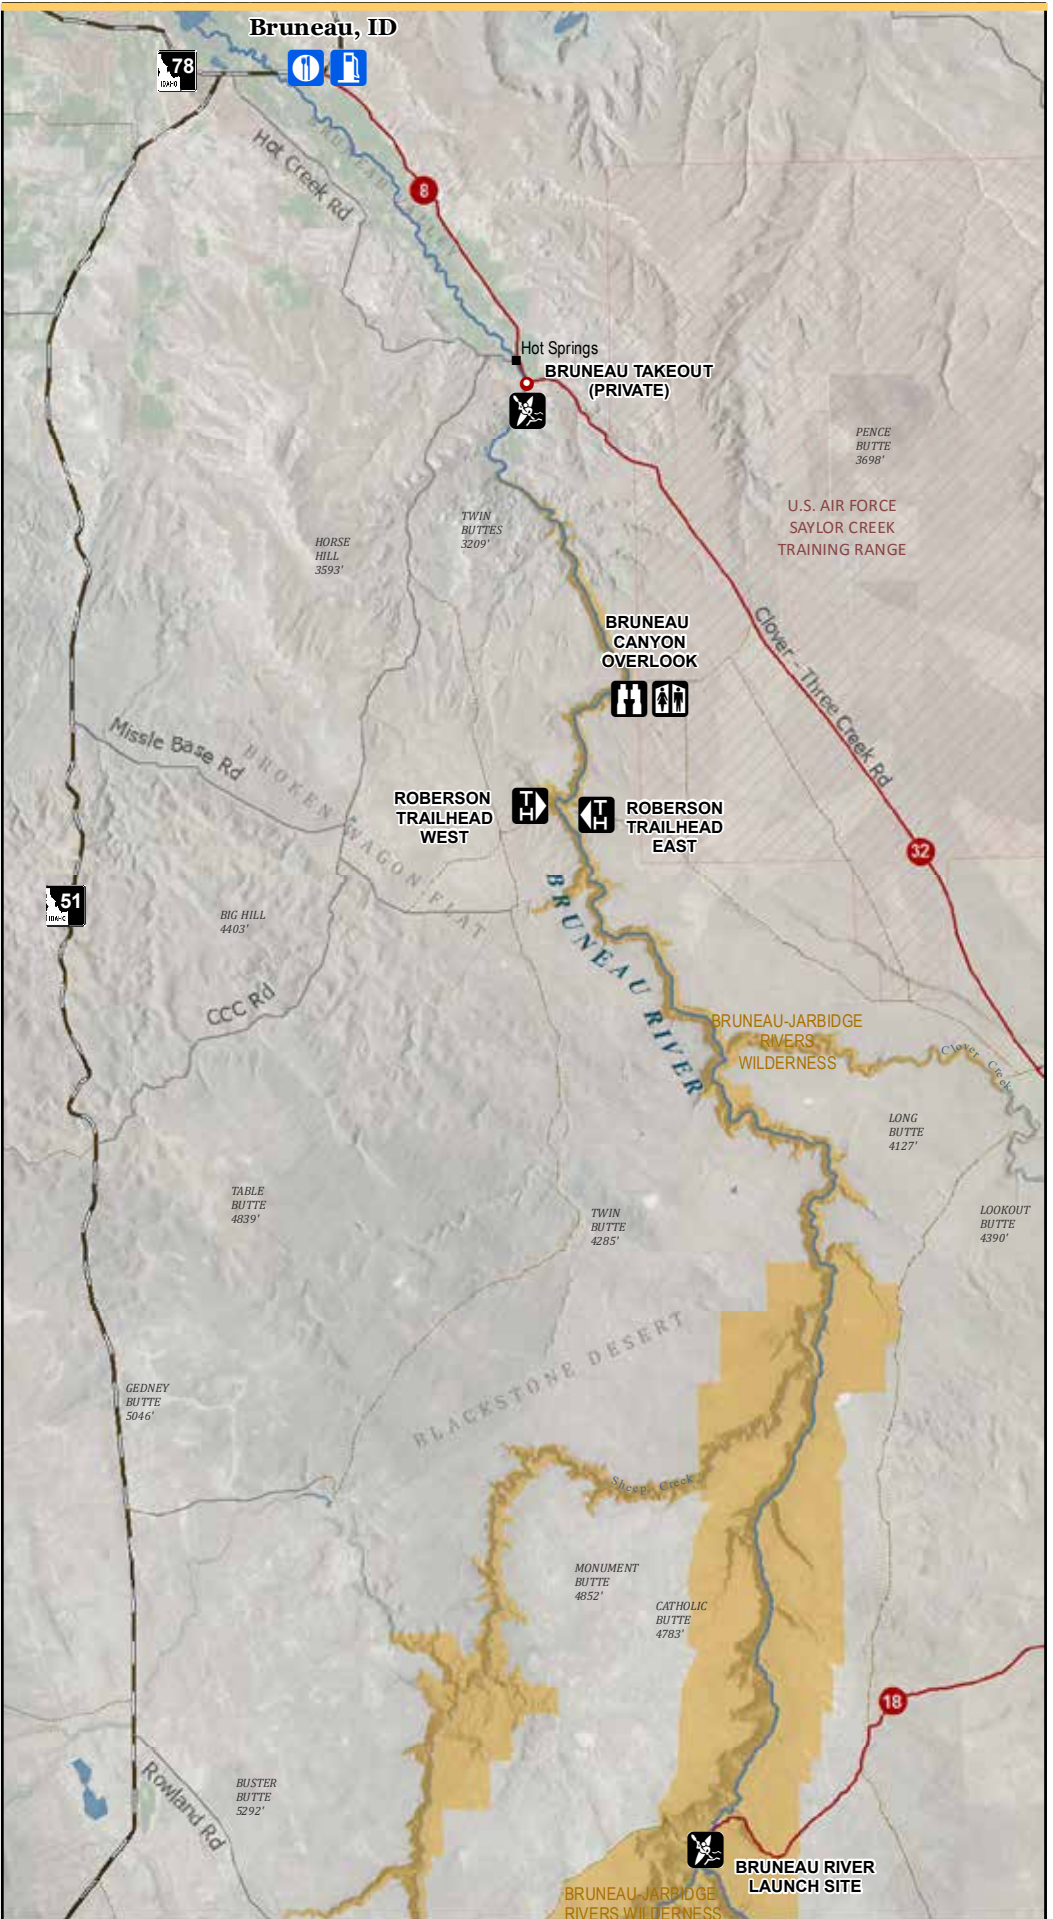 Bruneau, ID
78
IDAHO
Hot Creek Rd
BRUNEAU VALLEY
8
Hot Springs
BRUNEAU TAKEOUT
(PRIVATE)
PENCE
BUTTE
3698'
U.S. AIR FORCE
SAYLOR CREEK
TRAINING RANGE
TWIN
BUTTES
3209'
HORSE
HILL
3593'
BRUNEAU
CANYON
OVERLOOK
Clover - Three Creek Rd
Missle Base Rd
BROKEN WAGON FLAT
ROBERSON
TRAILHEAD
WEST
TH
TH
ROBERSON
TRAILHEAD
EAST
32
51
BIG HILL
4403'
BRUNEAU RIVER
CCC Rd
BRUNEAU-JARBIDGE
RIVERS
WILDERNESS
Clover Creek
LONG
BUTTE
4127'
TABLE
BUTTE
4839'
TWIN
BUTTE
4285'
LOOKOUT
BUTTE
4390'
BLACKSTONE DESERT
GEDNEY
BUTTE
5046'
Sheep Creek
MONUMENT
BUTTE
4852'
CATHOLIC
BUTTE
4783'
18
Rowland Rd
BUSTER
BUTTE
5292'
BRUNEAU RIVER
LAUNCH SITE
BRUNEAU-JARBIDGE
RIVERS WILDERNESS